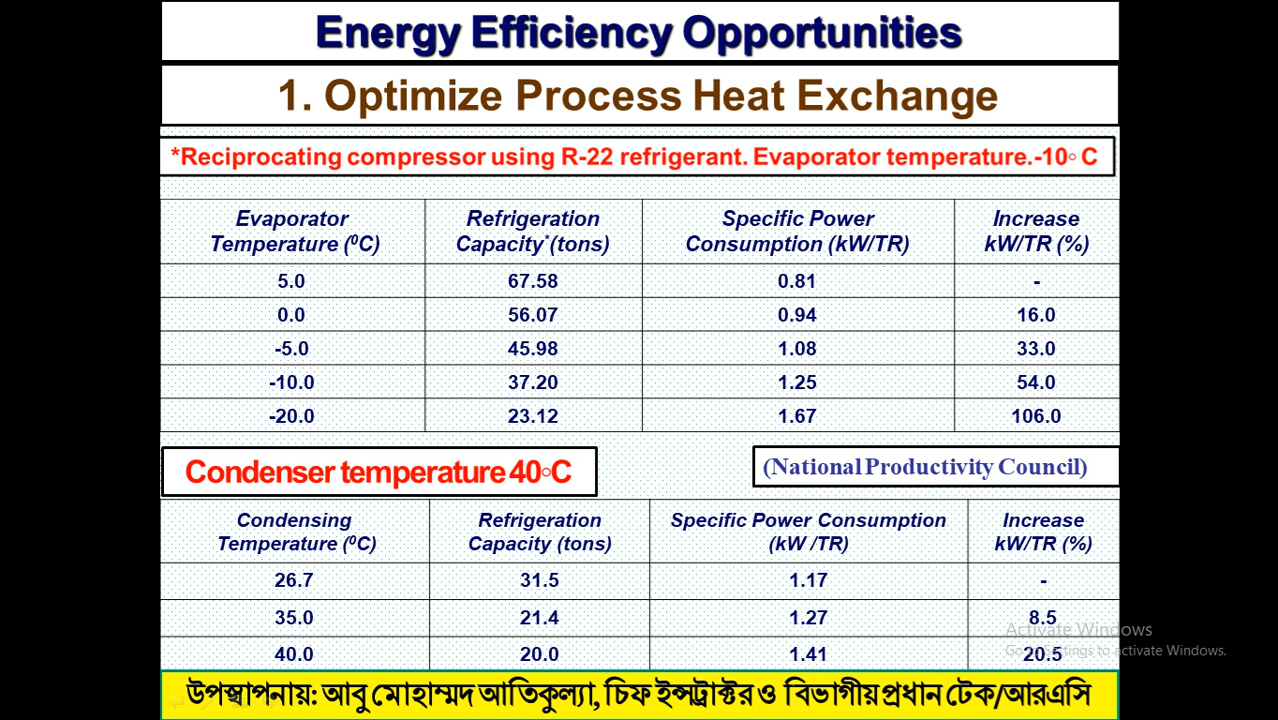 Energy Efficiency Opportunities
1. Optimize Process Heat Exchange
*Reciprocating compressor using R-22 refrigerant. Evaporator temperature.-10◦ C
Evaporator Temperature (⁰C) Refrigeration Capacity*(tons) Specific Power Consumption (kW/TR) Increase kW/TR (%)
5.0 67.58 0.81 -
0.0 56.07 0.94 16.0
-5.0 45.98 1.08 33.0
-10.0 37.20 1.25 54.0
-20.0 23.12 1.67 106.0
Condenser temperature 40◦C
(National Productivity Council)
Condensing Temperature (⁰C) Refrigeration Capacity (tons) Specific Power Consumption (kW /TR) Increase kW/TR (%)
26.7 31.5 1.17 -
35.0 21.4 1.27 8.5
40.0 20.0 1.41 20.5
Activate Windows
Go to Settings to activate Windows.
উপস্থাপনায়: আবু মোহাম্মদ আতিকুল্যা, চিফ ইন্সট্রাক্টর ও বিভাগীয় প্রধান টেক/আরএসি